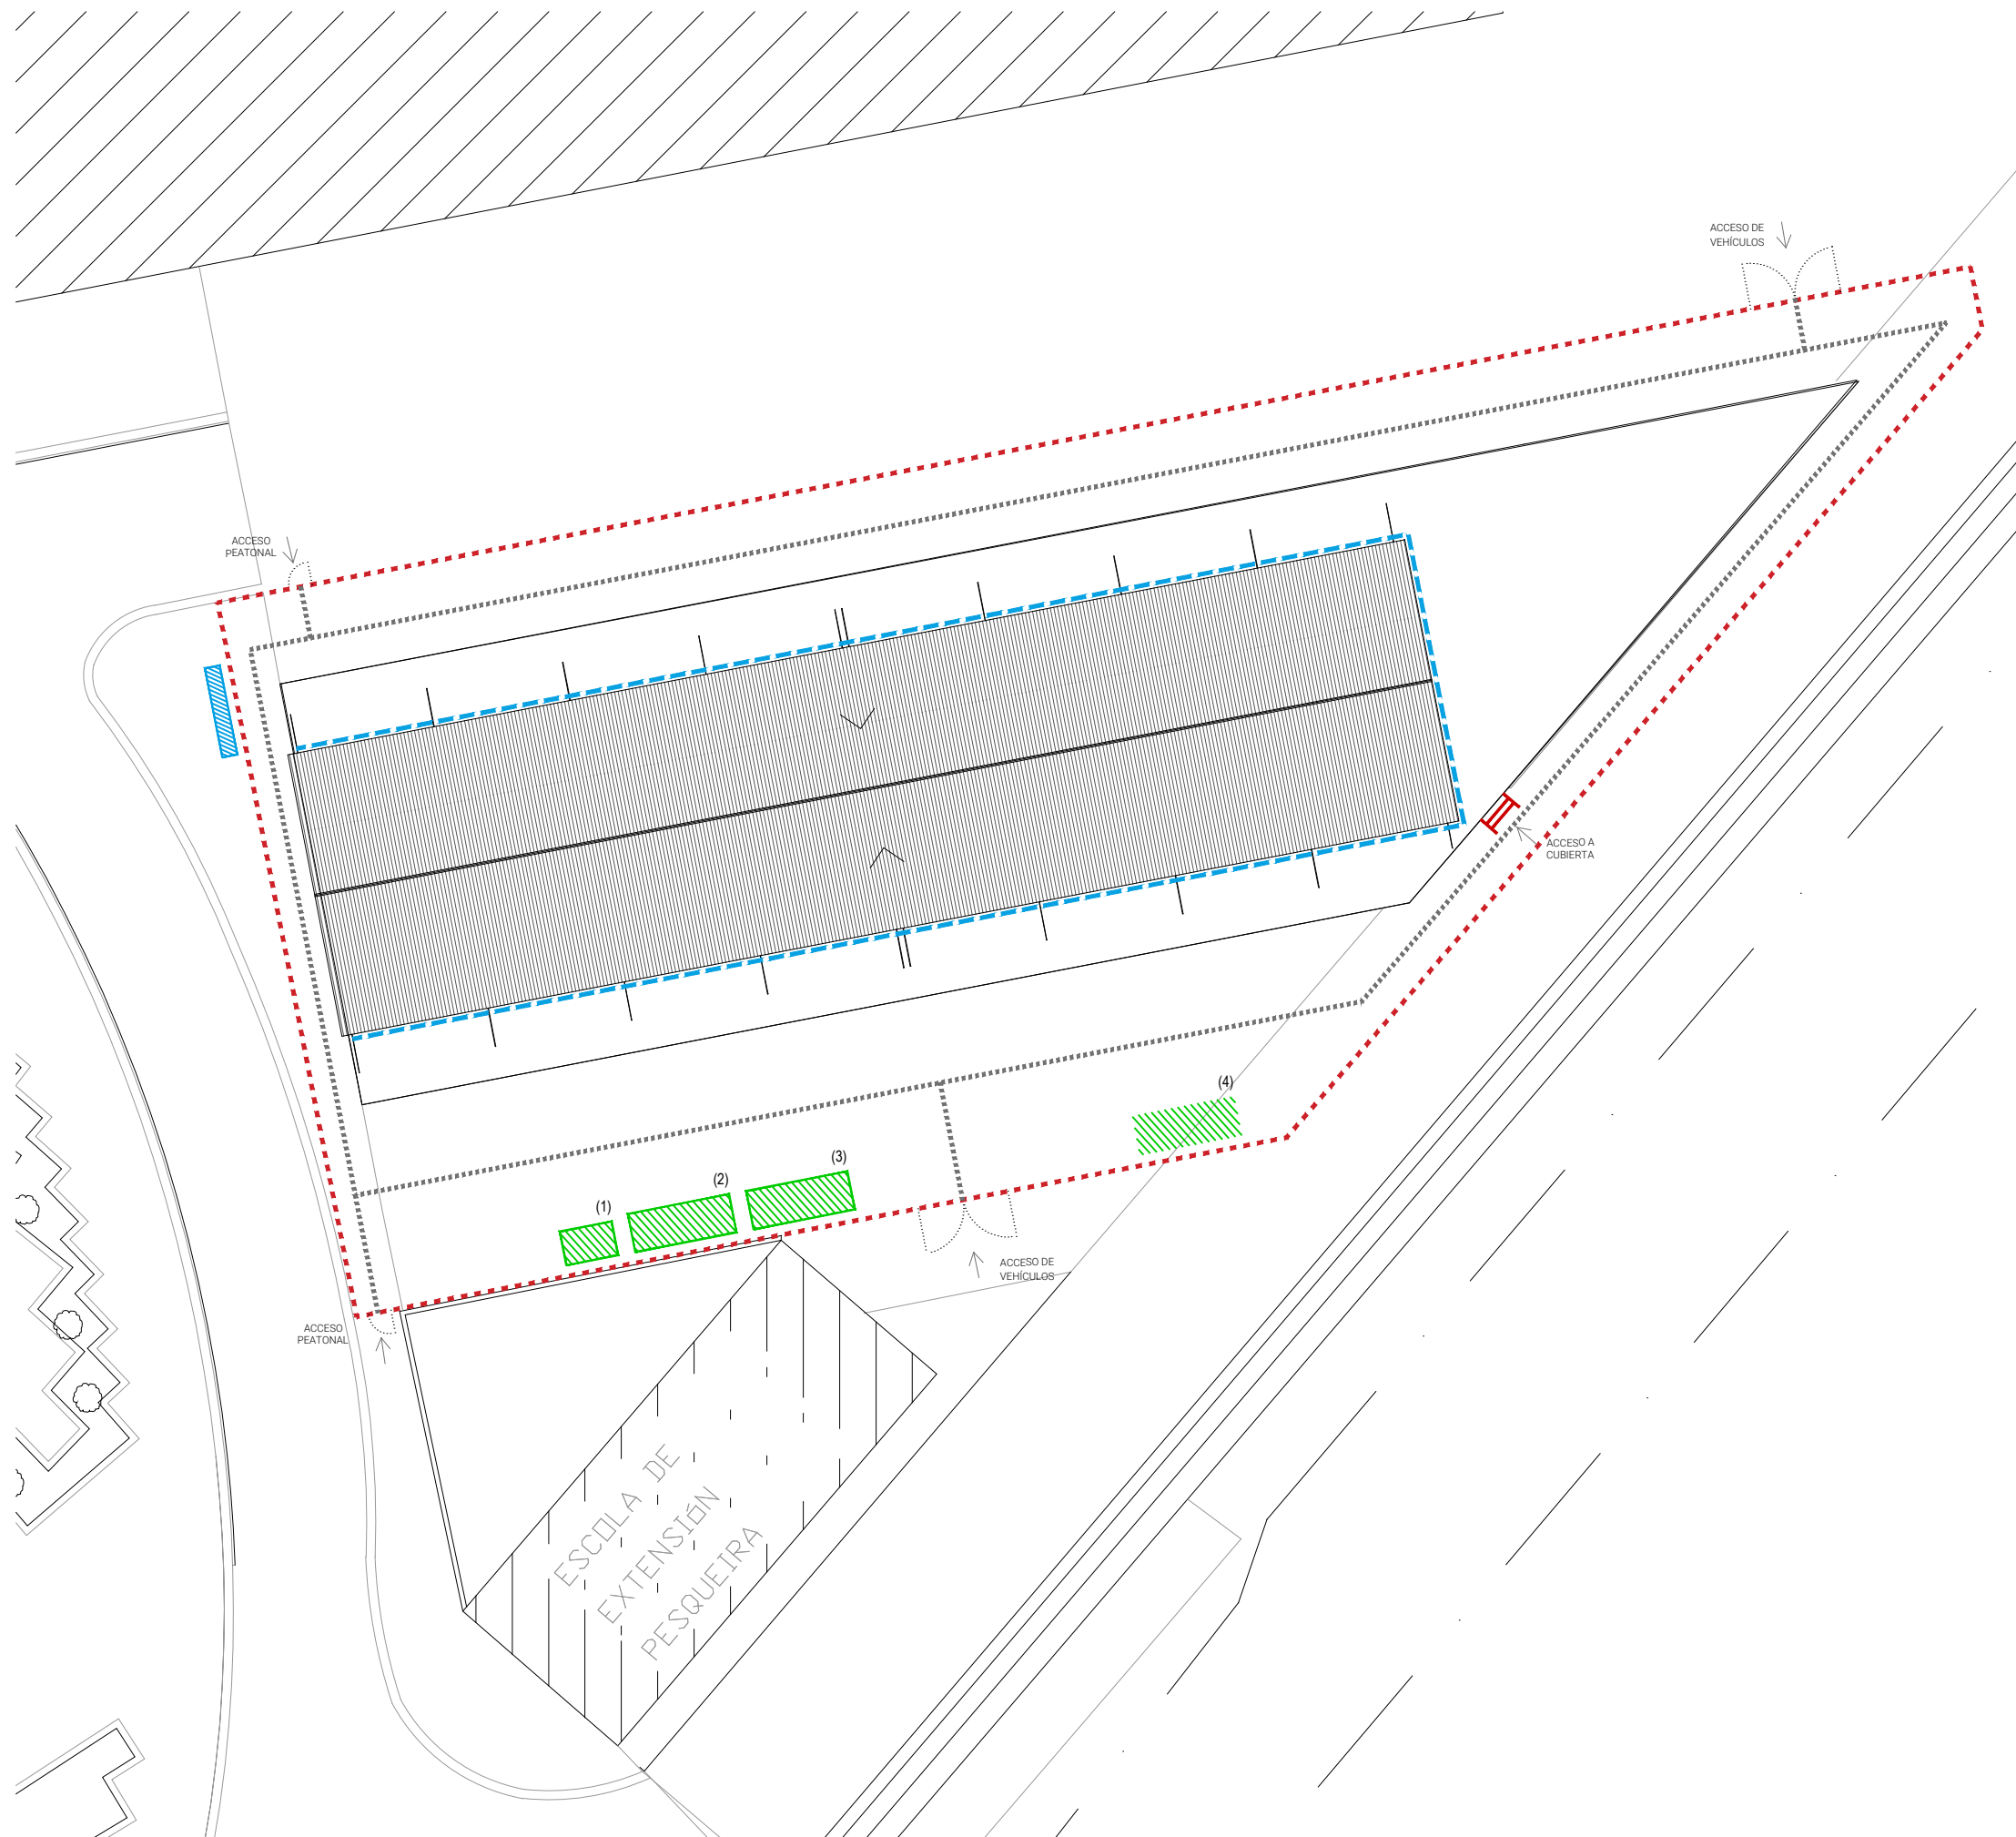 ACCESO DE
VEHÍCULOS
ACCESO
PEATONAL
ACCESO A
CUBIERTA
(4)
(3)
(2)
(1)
ACCESO DE
VEHÍCULOS
ACCESO
PEATONAL
ESCOLA DE
EXTENSIÓN
PESQUEIRA